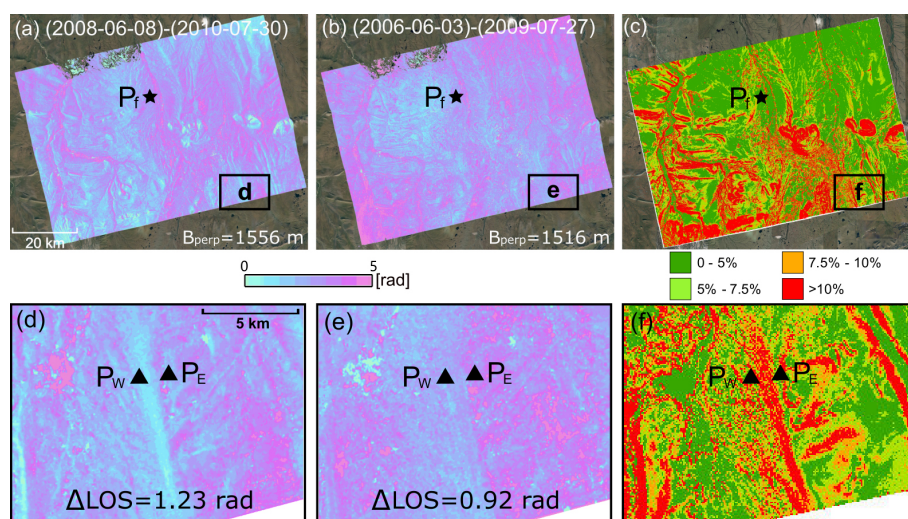 (a) (2008-06-08)-(2010-07-30)
(b) (2006-06-03)-(2009-07-27)
(c)
Pf
Pf
Pf
d
e
f
20 km
Bperp=1556 m
Bperp=1516 m
0 5
[rad]
0 - 5%
7.5% - 10%
5% - 7.5%
>10%
(d)
5 km
(e)
(f)
PW PE
PW PE
PW PE
ΔLOS=1.23 rad
ΔLOS=0.92 rad